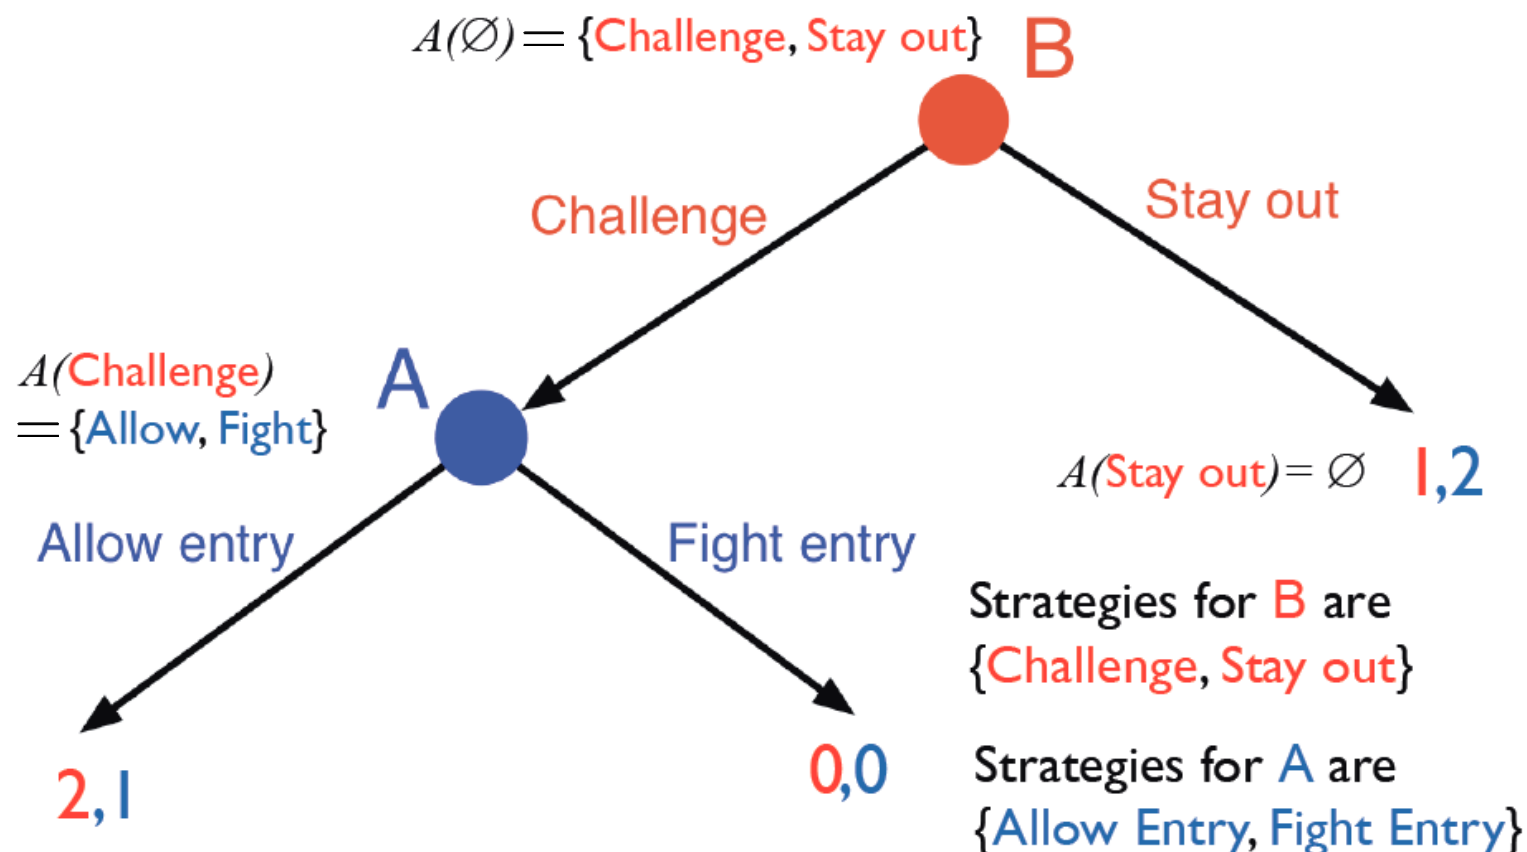 A(∅)= {Challenge, Stay out}
B
Challenge
Stay out
A(Challenge)
= {Allow, Fight}
A
A(Stay out)= ∅
1,2
Allow entry
Fight entry
Strategies for B are
{Challenge, Stay out}
2,1
0,0
Strategies for A are
{Allow Entry, Fight Entry}